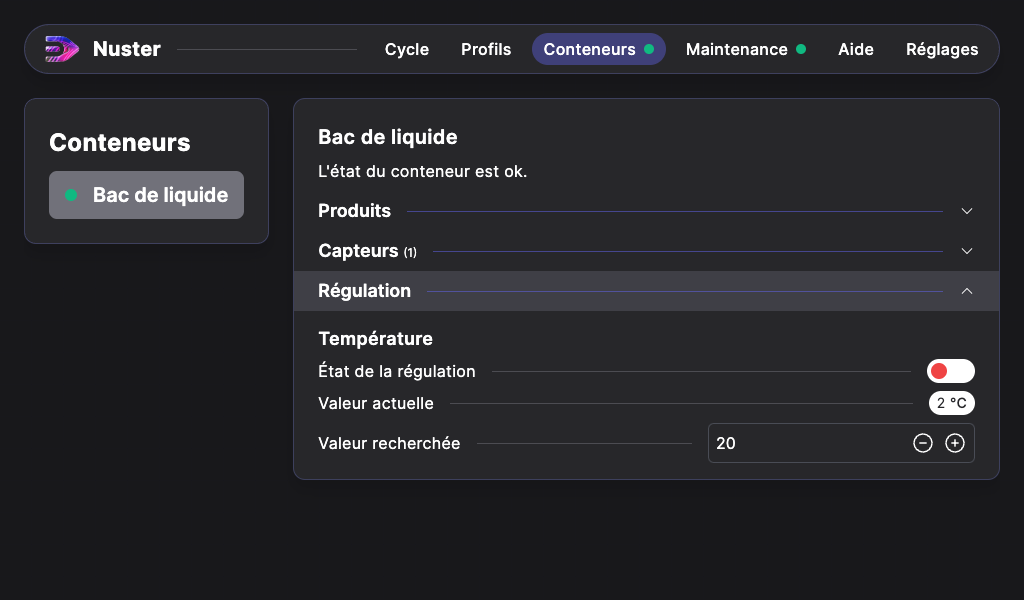 Nuster
Cycle
Profils
Conteneurs
Maintenance
Aide
Réglages
Conteneurs
Bac de liquide
Bac de liquide
L'état du conteneur est ok.
Produits
Capteurs (1)
Régulation
Température
État de la régulation
Valeur actuelle
2 °C
Valeur recherchée
20